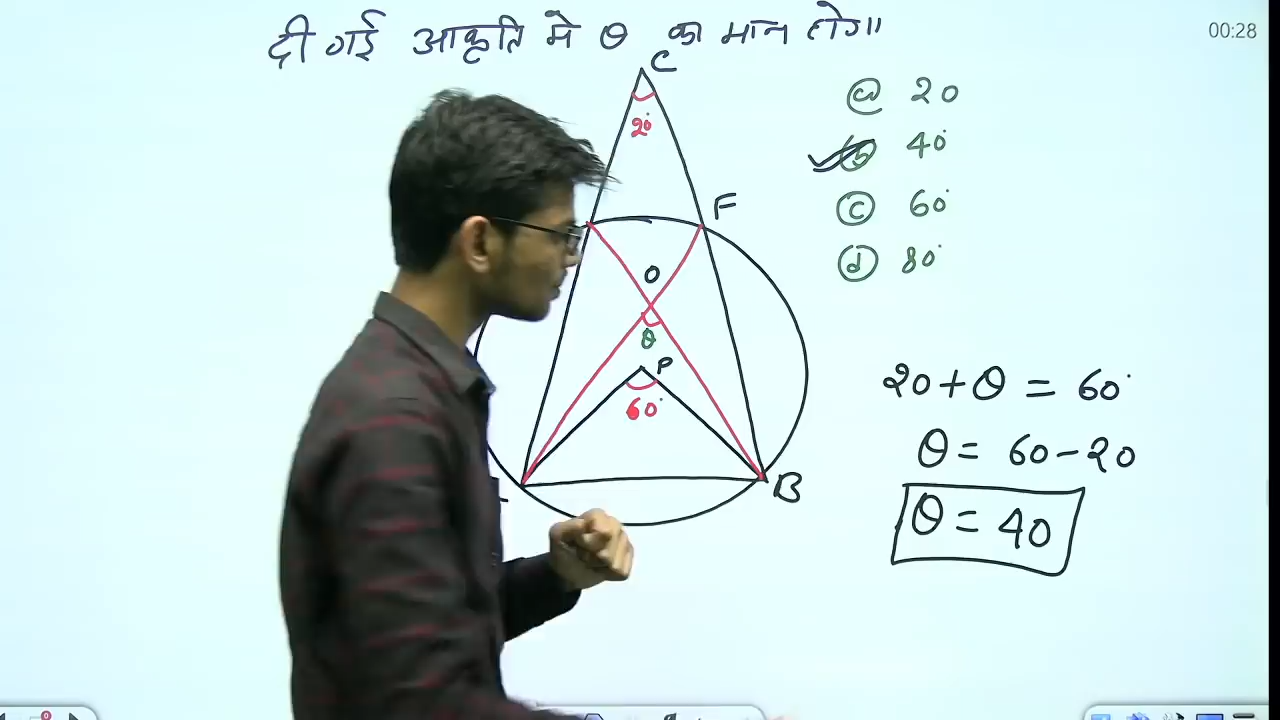 दी गई आकृति मे θ का मान होगा
00:28
C
20°
F
O
θ
P
60°
B
ⓐ 20
ⓑ 40°
ⓒ 60°
ⓓ 80°
20 + θ = 60°
θ = 60 - 20
θ = 40